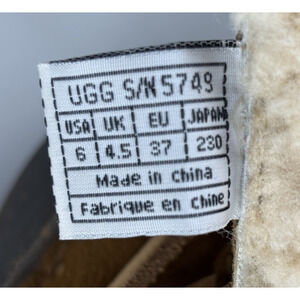 UGG S/N 5749
USA UK EU JAPAN
6 4.5 37 230
Made in China
Fabrique en Chine